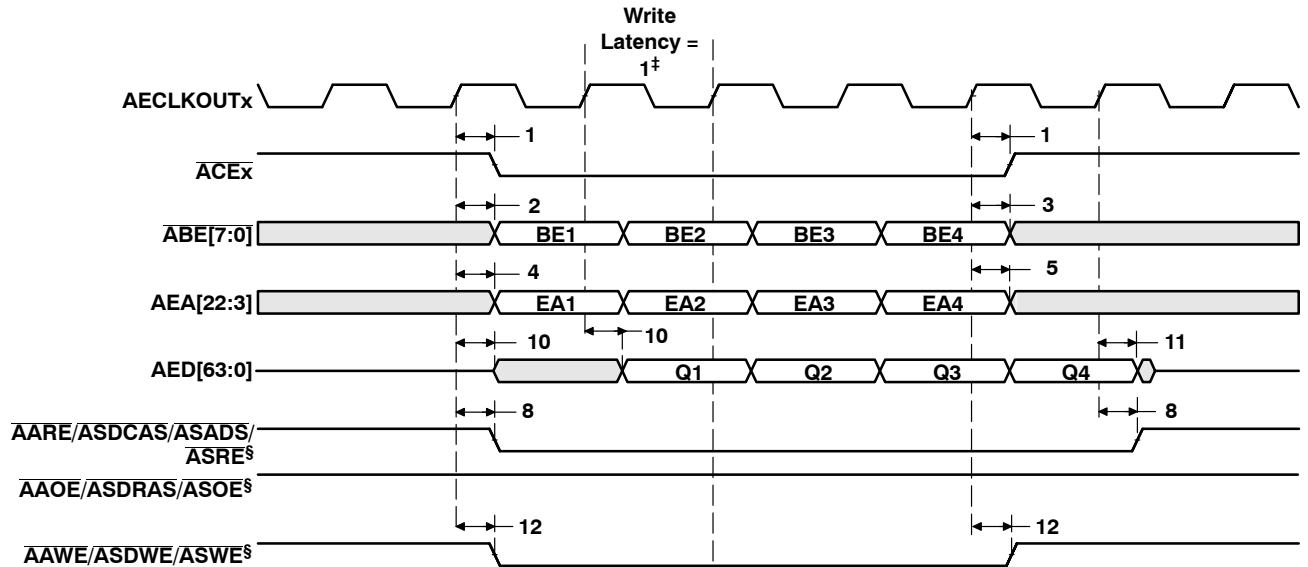 Write
Latency =
1‡
AECLKOUTx
1 1
ACEx
2 3
ABE[7:0] BE1 BE2 BE3 BE4
4 5
AEA[22:3] EA1 EA2 EA3 EA4
10 10 11
AED[63:0] Q1 Q2 Q3 Q4
8 8
AARE/ASDCAS/ASADS/
ASRE§
AAOE/ASDRAS/ASOE§
12 12
AAWE/ASDWE/ASWE§